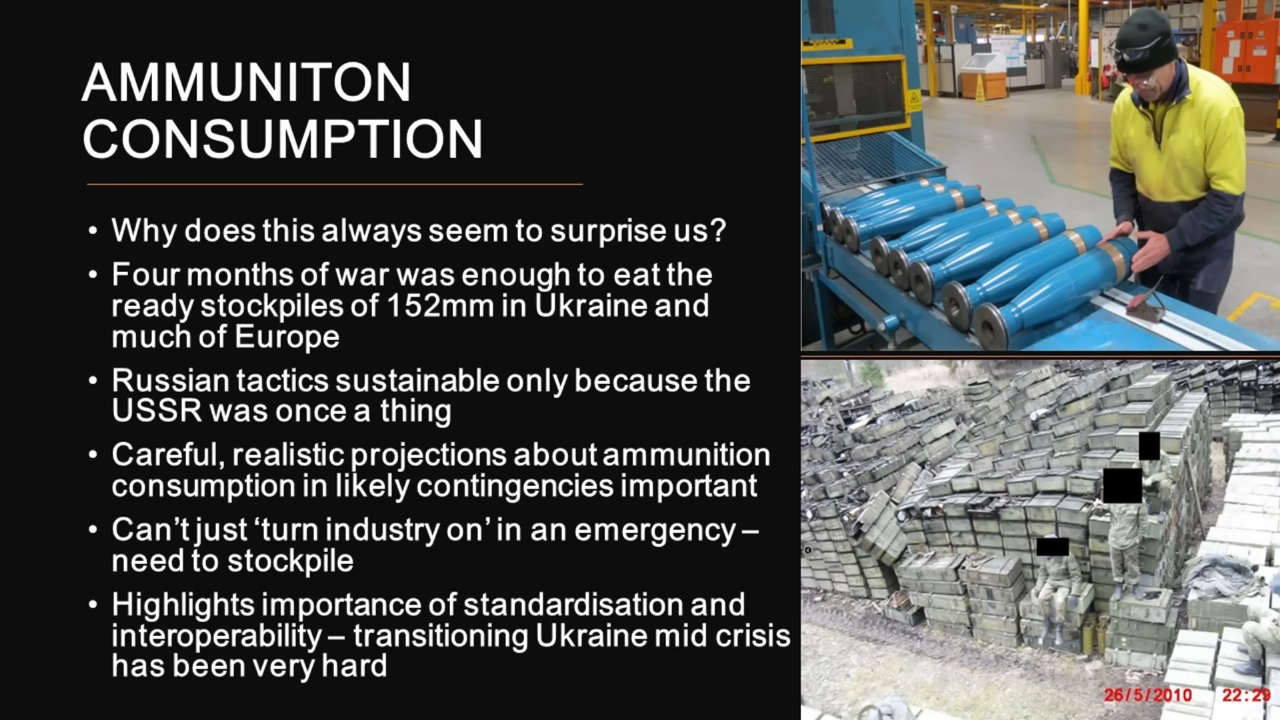 AMMUNITON
CONSUMPTION
• Why does this always seem to surprise us?
• Four months of war was enough to eat the
ready stockpiles of 152mm in Ukraine and
much of Europe
• Russian tactics sustainable only because the
USSR was once a thing
• Careful, realistic projections about ammunition
consumption in likely contingencies important
• Can’t just ‘turn industry on’ in an emergency –
need to stockpile
• Highlights importance of standardisation and
interoperability – transitioning Ukraine mid crisis
has been very hard
26/5/2010 22:29